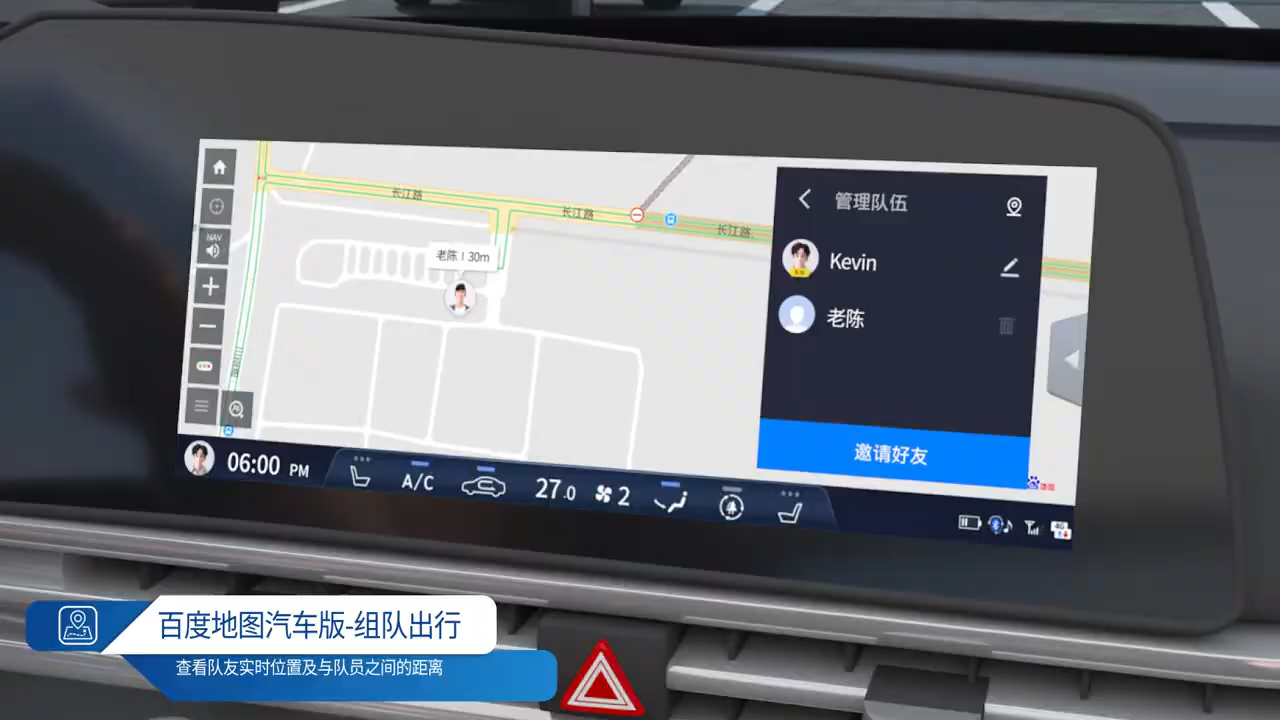 长江路
长江路
长江路
老陈 | 30m
NAV
管理队伍
Kevin
老陈
邀请好友
06:00 PM
A/C
27.0
2
4G
百度地图汽车版-组队出行
查看队友实时位置及与队员之间的距离